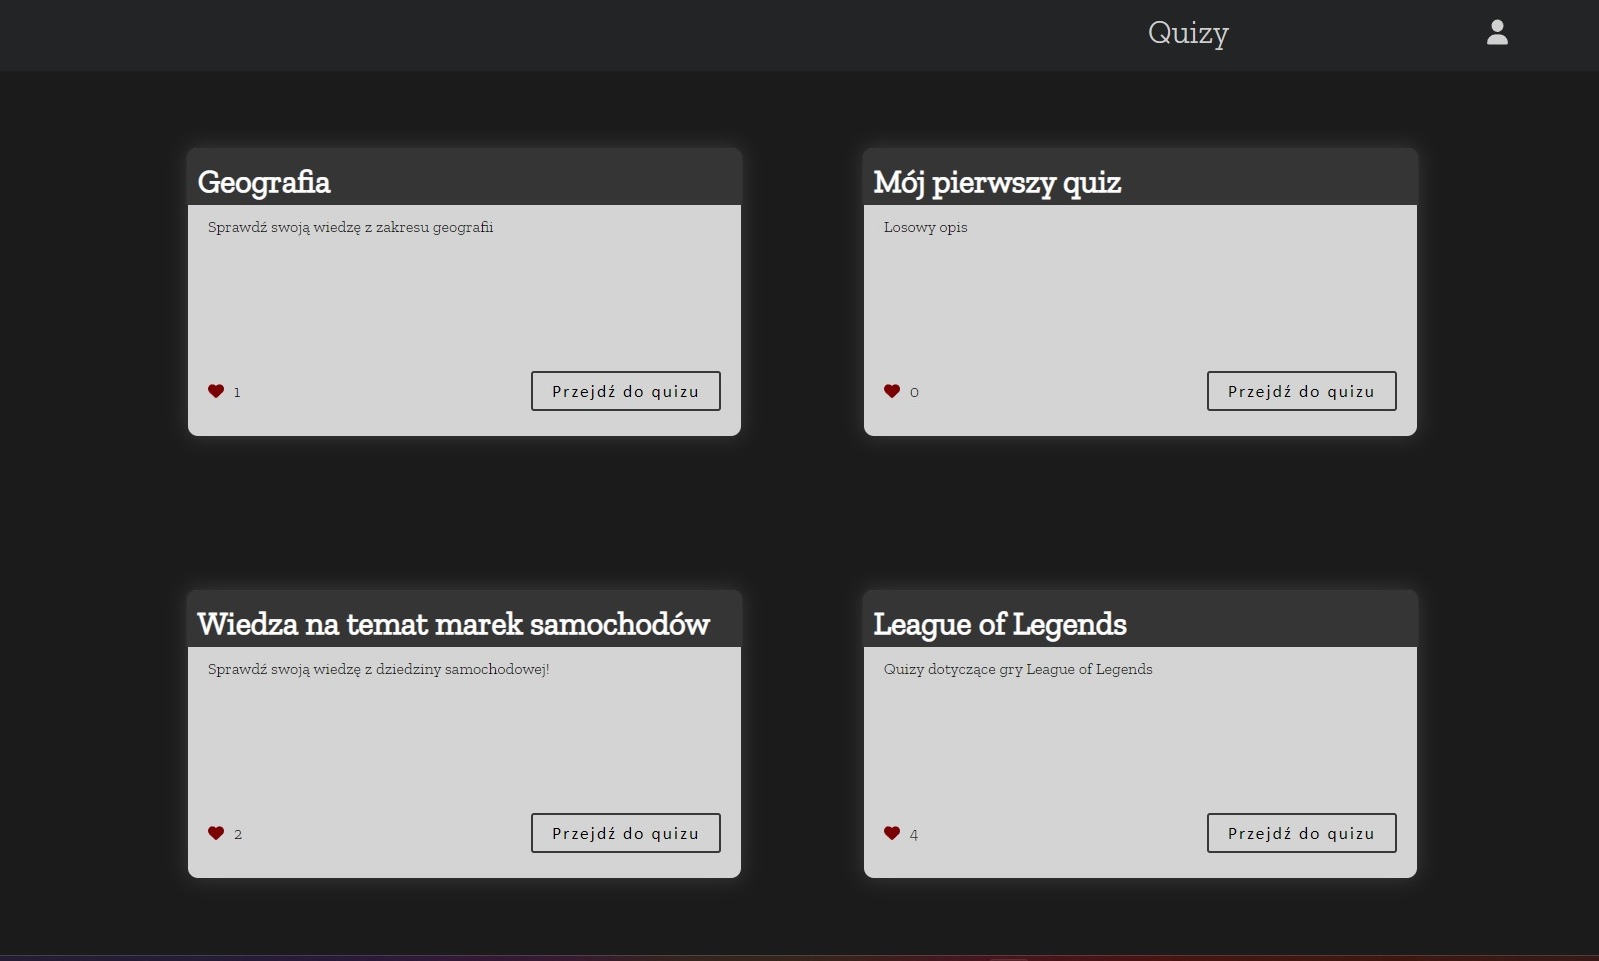 Quizy
Geografia
Sprawdź swoją wiedzę z zakresu geografii
1
Przejdź do quizu
Mój pierwszy quiz
Losowy opis
0
Przejdź do quizu
Wiedza na temat marek samochodów
Sprawdź swoją wiedzę z dziedziny samochodowej!
2
Przejdź do quizu
League of Legends
Quizy dotyczące gry League of Legends
4
Przejdź do quizu